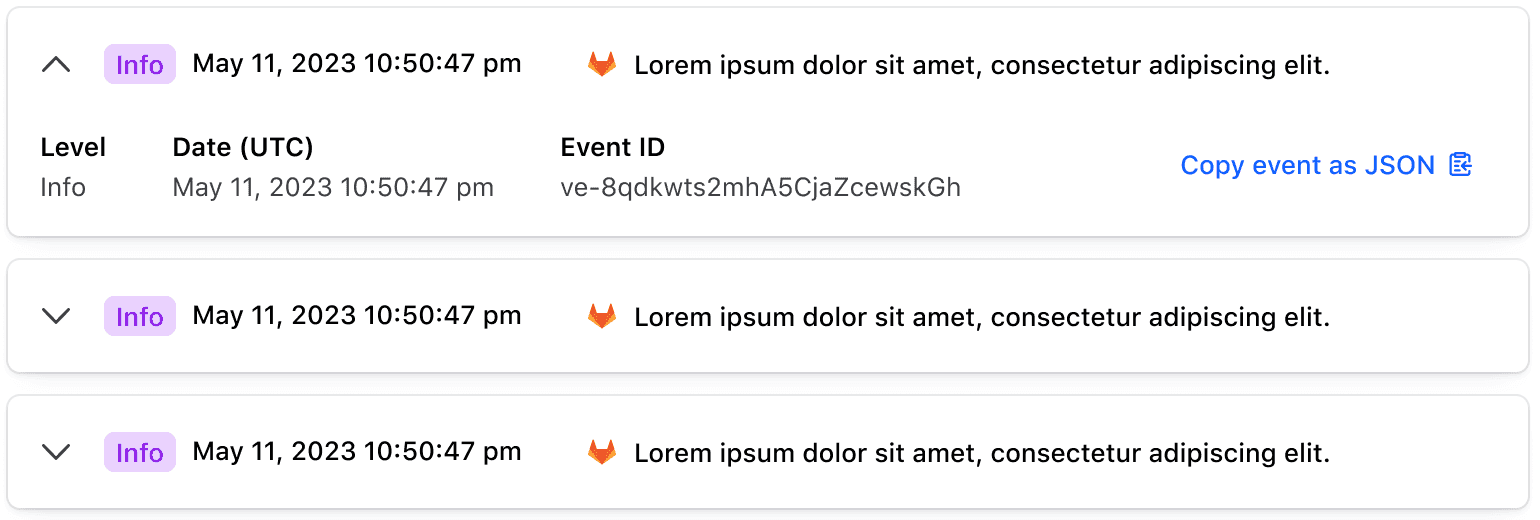 Info May 11, 2023 10:50:47 pm Lorem ipsum dolor sit amet, consectetur adipiscing elit.
Level Date (UTC) Event ID
Info May 11, 2023 10:50:47 pm ve-8qdkwts2mhA5CjaZcewskGh
Copy event as JSON
Info May 11, 2023 10:50:47 pm Lorem ipsum dolor sit amet, consectetur adipiscing elit.
Info May 11, 2023 10:50:47 pm Lorem ipsum dolor sit amet, consectetur adipiscing elit.